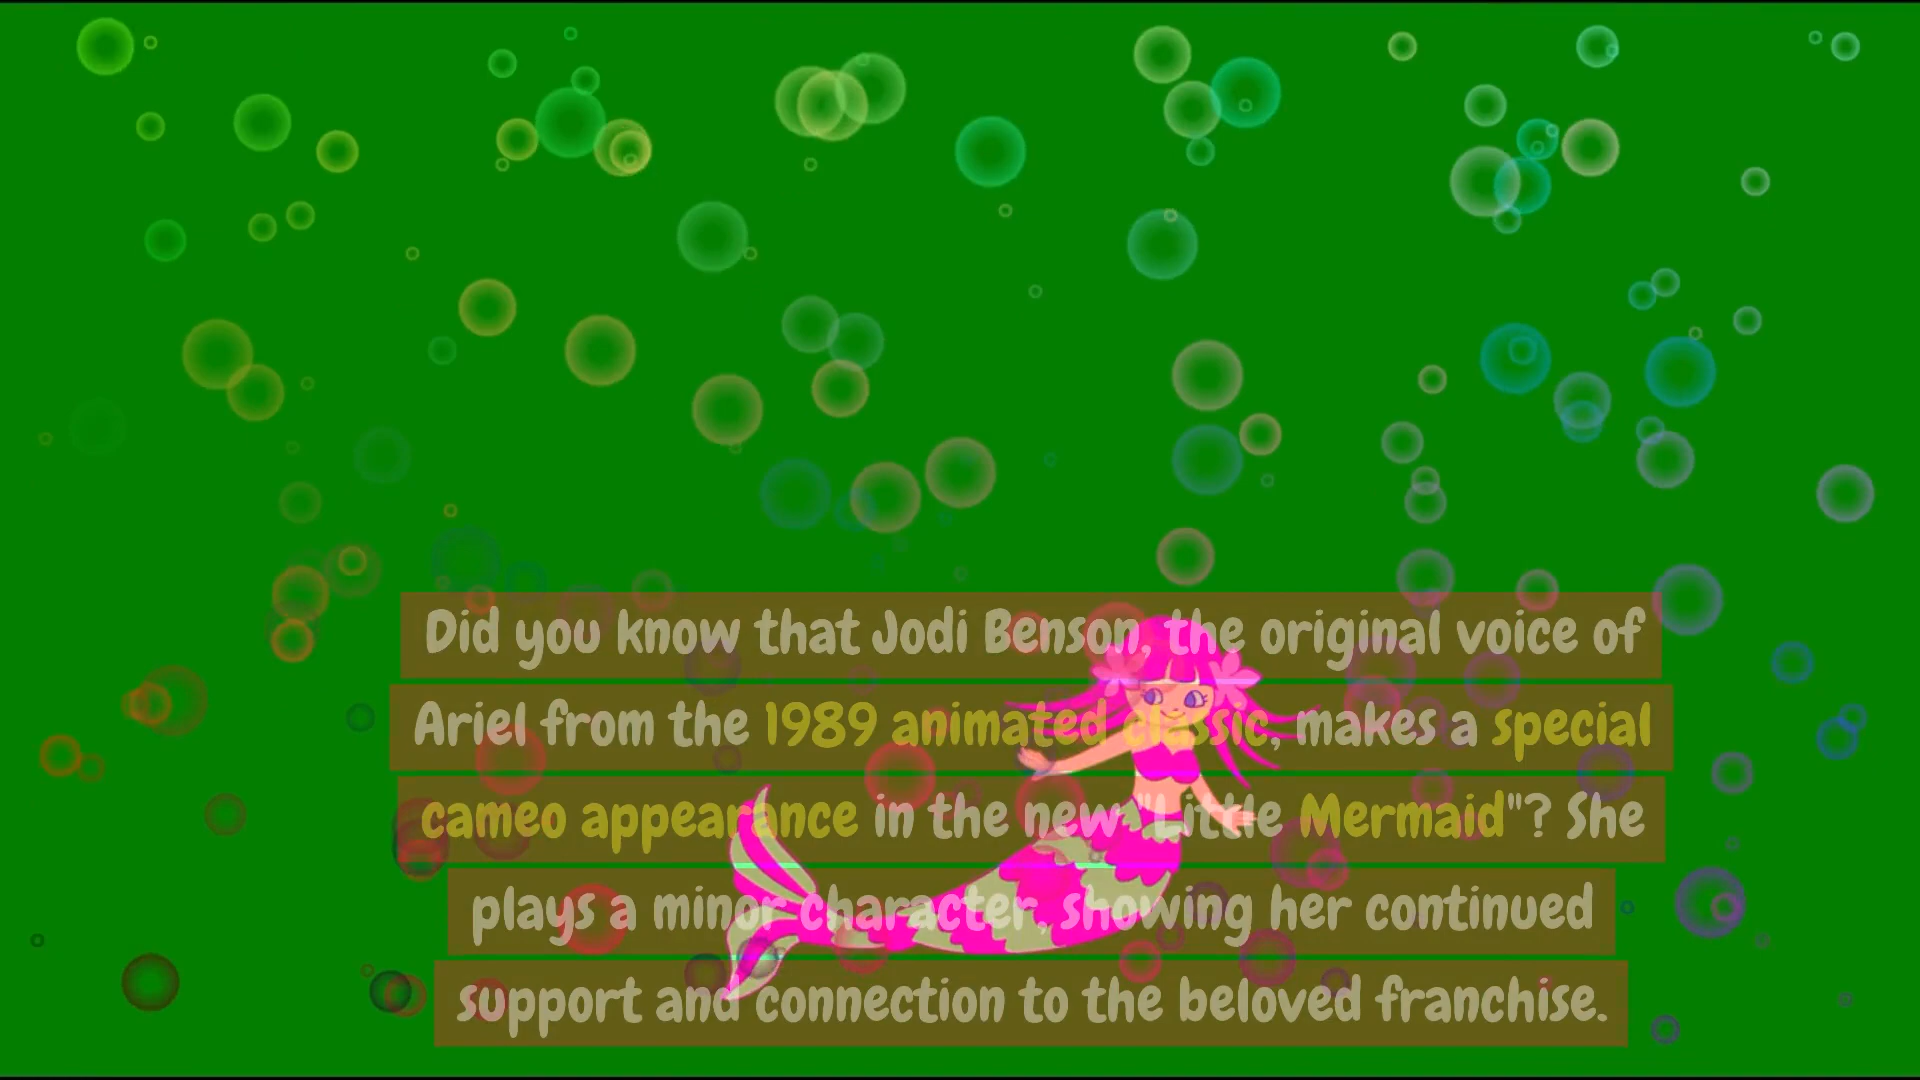 Did you know that Jodi Benson, the original voice of
Ariel from the 1989 animated classic, makes a special
cameo appearance in the new "Little Mermaid"? She
plays a minor character, showing her continued
support and connection to the beloved franchise.